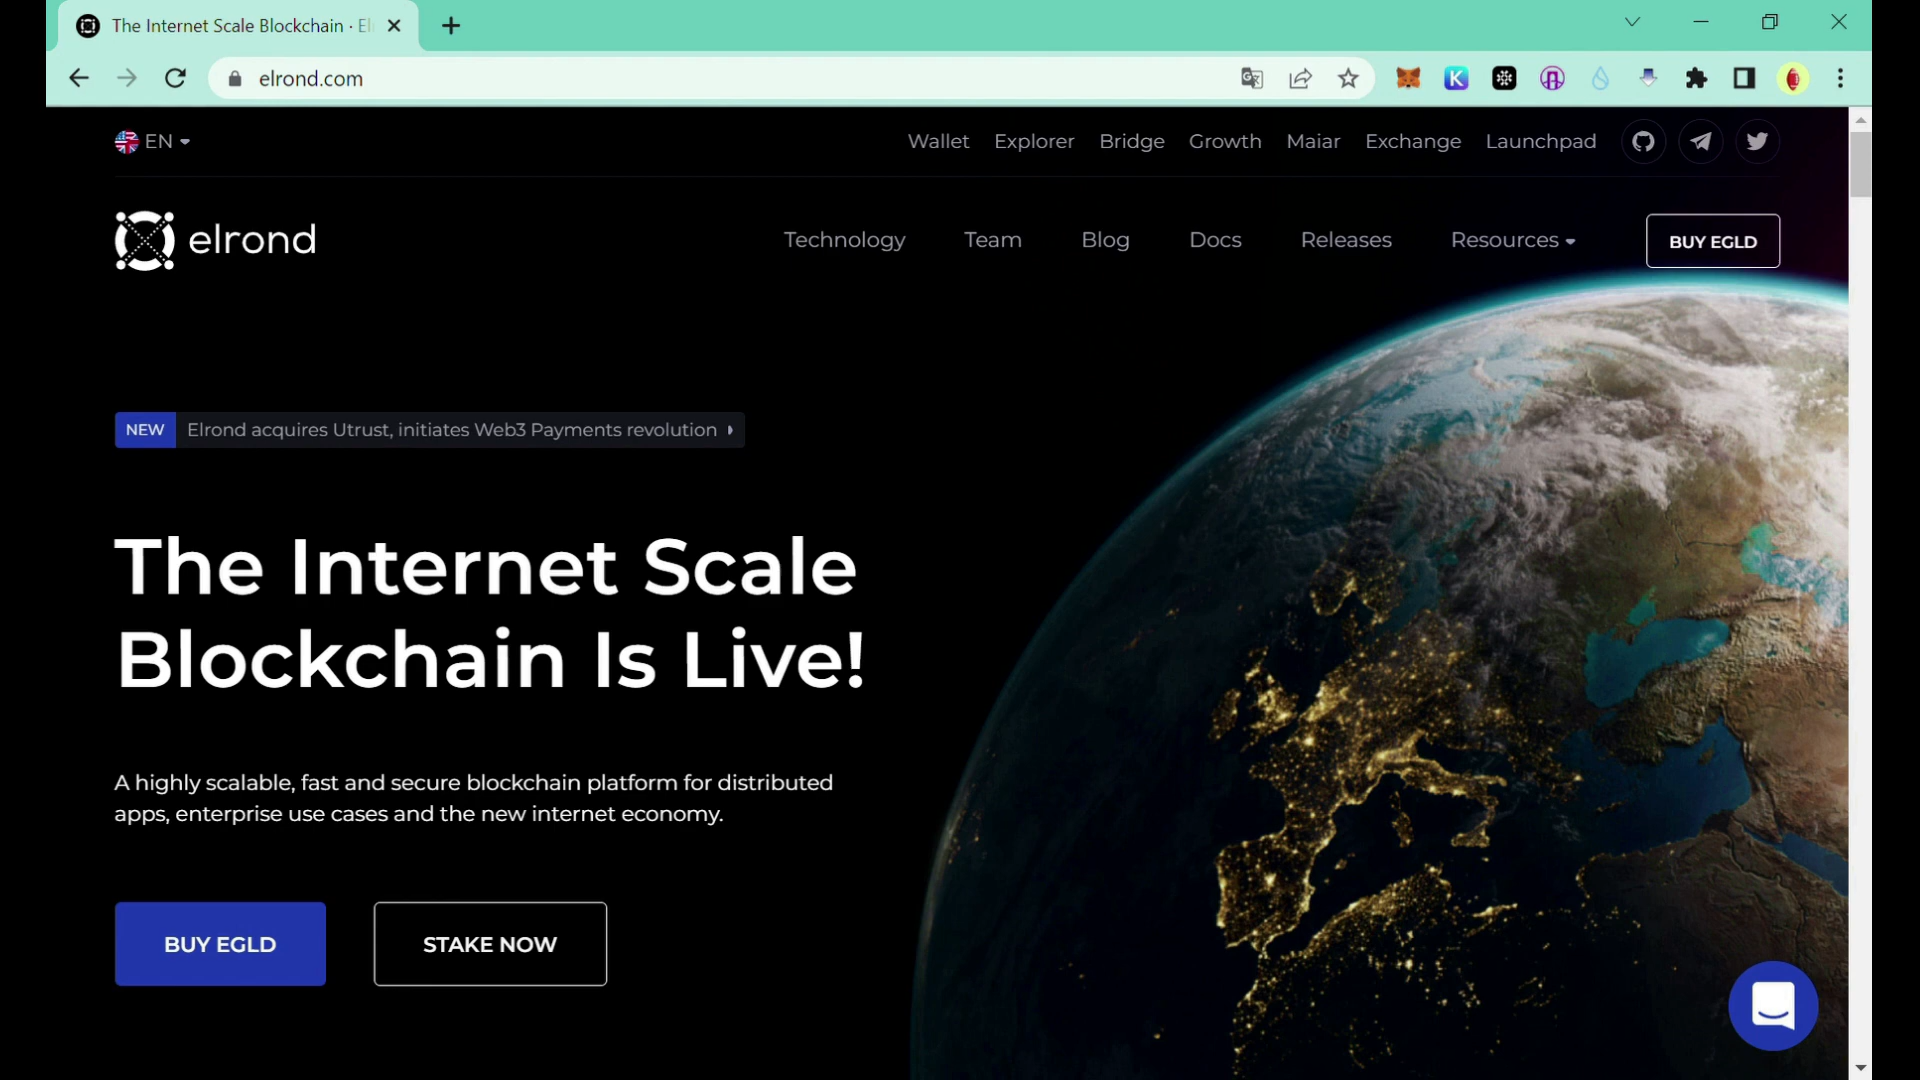 The Internet Scale Blockchain · El
elrond.com
EN
Wallet Explorer Bridge Growth Maiar Exchange Launchpad
elrond
Technology Team Blog Docs Releases Resources BUY EGLD
NEW Elrond acquires Utrust, initiates Web3 Payments revolution
The Internet Scale
Blockchain Is Live!
A highly scalable, fast and secure blockchain platform for distributed
apps, enterprise use cases and the new internet economy.
BUY EGLD STAKE NOW